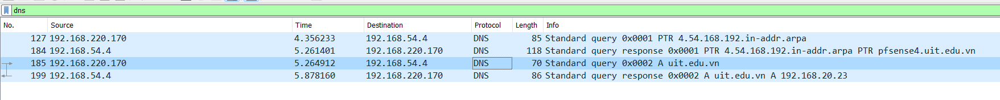 dns
No. Source Time Destination Protocol Length Info
127 192.168.220.170 4.356233 192.168.54.4 DNS 85 Standard query 0x0001 PTR 4.54.168.192.in-addr.arpa
184 192.168.54.4 5.261401 192.168.220.170 DNS 118 Standard query response 0x0001 PTR 4.54.168.192.in-addr.arpa PTR pfsense4.uit.edu.vn
185 192.168.220.170 5.264912 192.168.54.4 DNS 70 Standard query 0x0002 A uit.edu.vn
199 192.168.54.4 5.878160 192.168.220.170 DNS 86 Standard query response 0x0002 A uit.edu.vn A 192.168.20.23